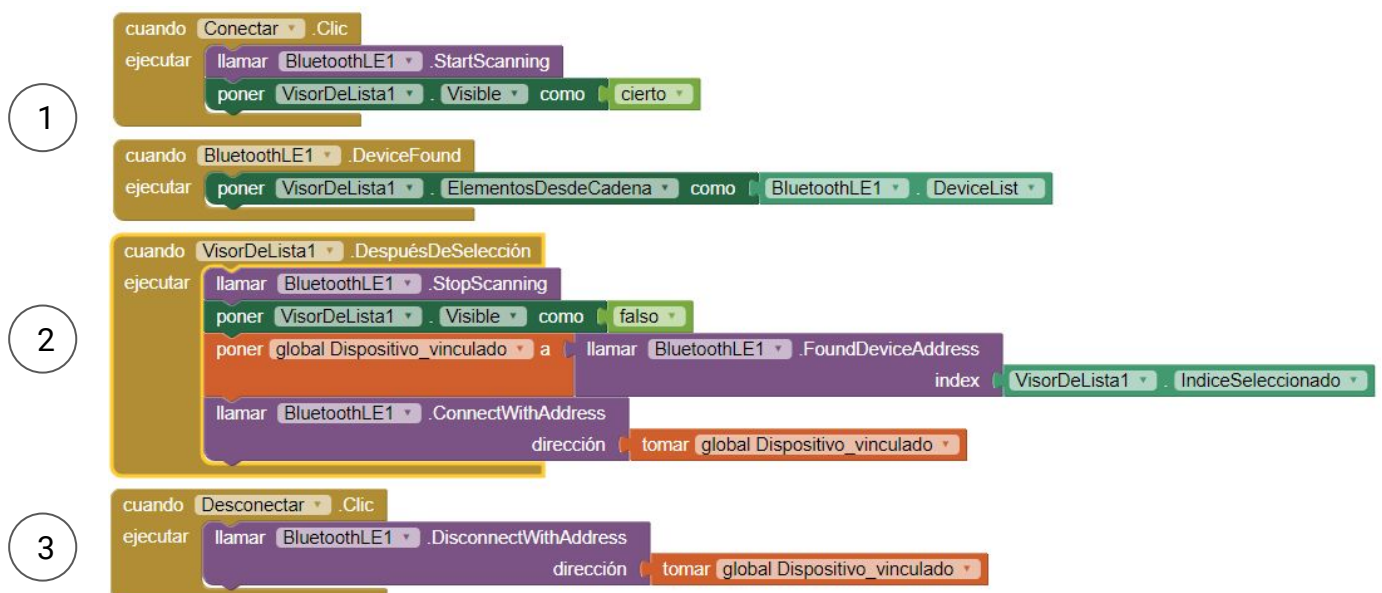 cuando Conectar .Clic
ejecutar llamar BluetoothLE1 .StartScanning
poner VisorDeLista1 . Visible como cierto
1
cuando BluetoothLE1 .DeviceFound
ejecutar poner VisorDeLista1 . ElementosDesdeCadena como BluetoothLE1 . DeviceList
cuando VisorDeLista1 .DespuésDeSelección
ejecutar llamar BluetoothLE1 .StopScanning
poner VisorDeLista1 . Visible como falso
2
poner global Dispositivo_vinculado a llamar BluetoothLE1 .FoundDeviceAddress
index VisorDeLista1 . IndiceSeleccionado
llamar BluetoothLE1 .ConnectWithAddress
dirección tomar global Dispositivo_vinculado
cuando Desconectar .Clic
ejecutar llamar BluetoothLE1 .DisconnectWithAddress
3
dirección tomar global Dispositivo_vinculado